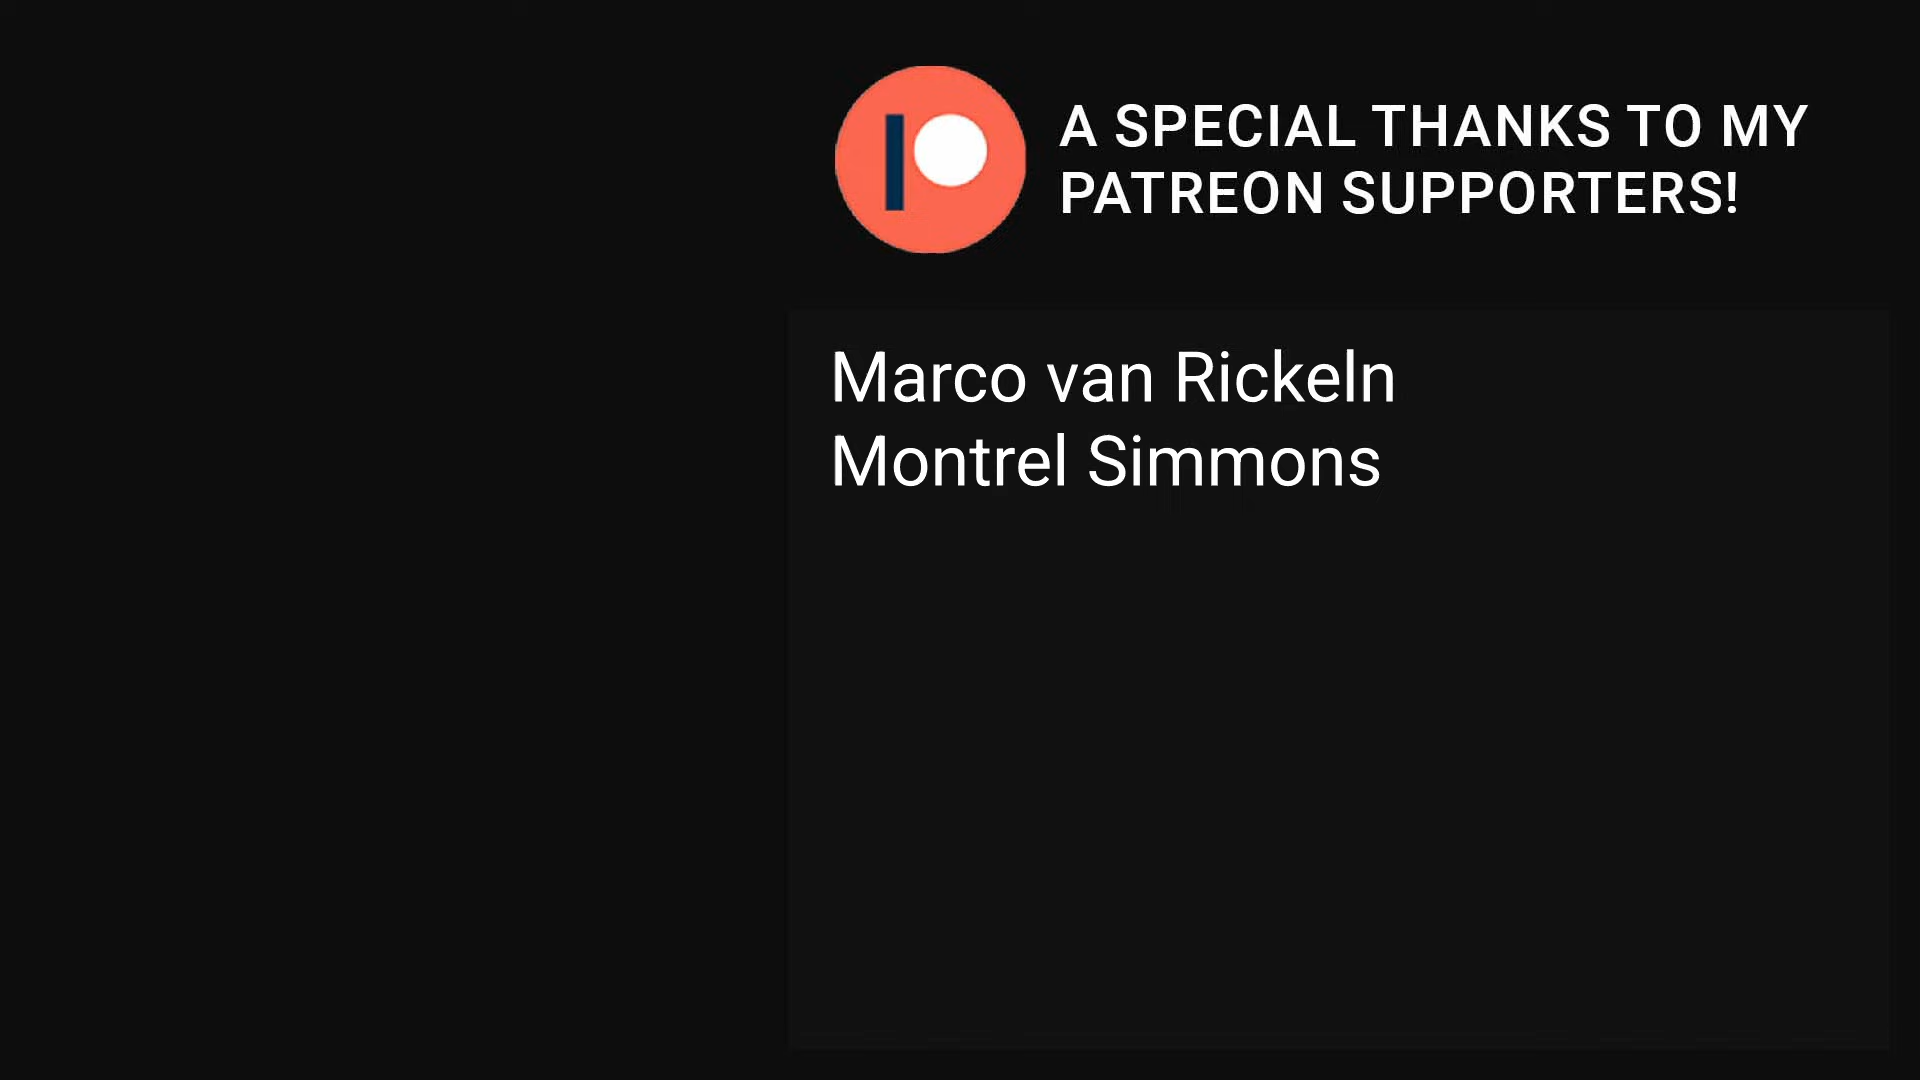 A SPECIAL THANKS TO MY
PATREON SUPPORTERS!
Marco van Rickeln
Montrel Simmons